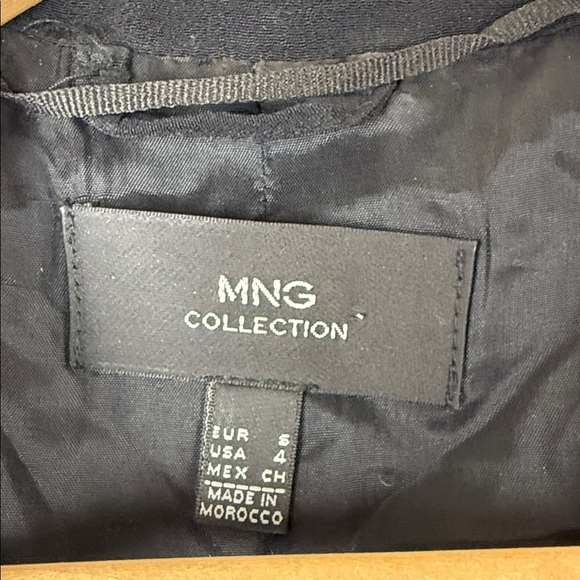 MNG
COLLECTION
EUR S
USA 4
MEX CH
MADE IN
MOROCCO